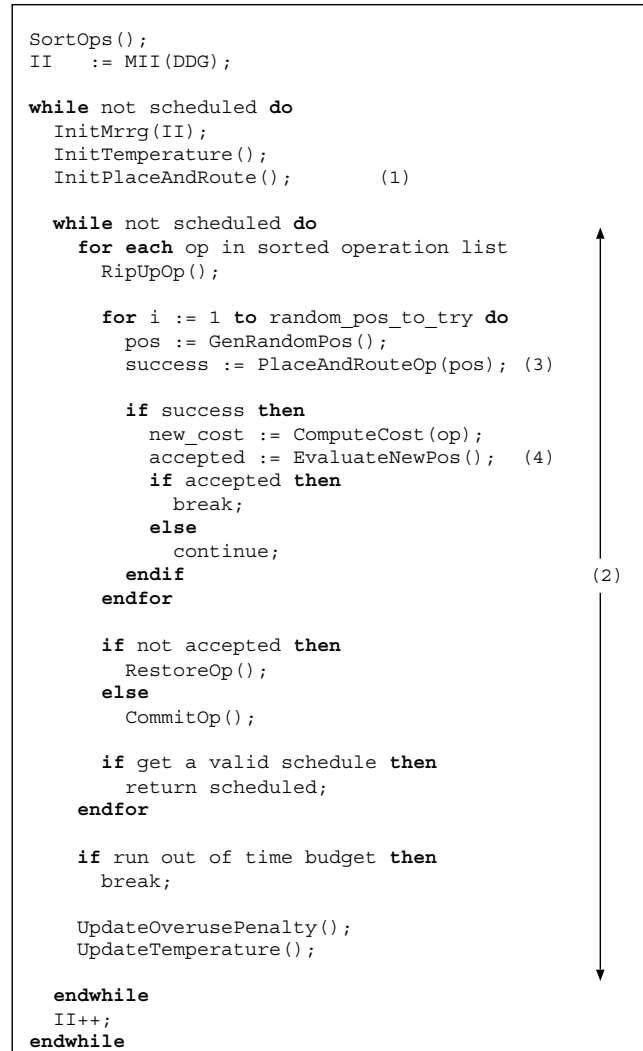 SortOps();
II := MII(DDG);
while not scheduled do
InitMrrg(II);
InitTemperature();
InitPlaceAndRoute(); (1)
while not scheduled do
for each op in sorted operation list
RipUpOp();
for i := 1 to random_pos_to_try do
pos := GenRandomPos();
success := PlaceAndRouteOp(pos); (3)
if success then
new_cost := ComputeCost(op);
accepted := EvaluateNewPos(); (4)
if accepted then
break;
else
continue;
endif (2)
endfor
if not accepted then
RestoreOp();
else
CommitOp();
if get a valid schedule then
return scheduled;
endfor
if run out of time budget then
break;
UpdateOverusePenalty();
UpdateTemperature();
endwhile
II++;
endwhile